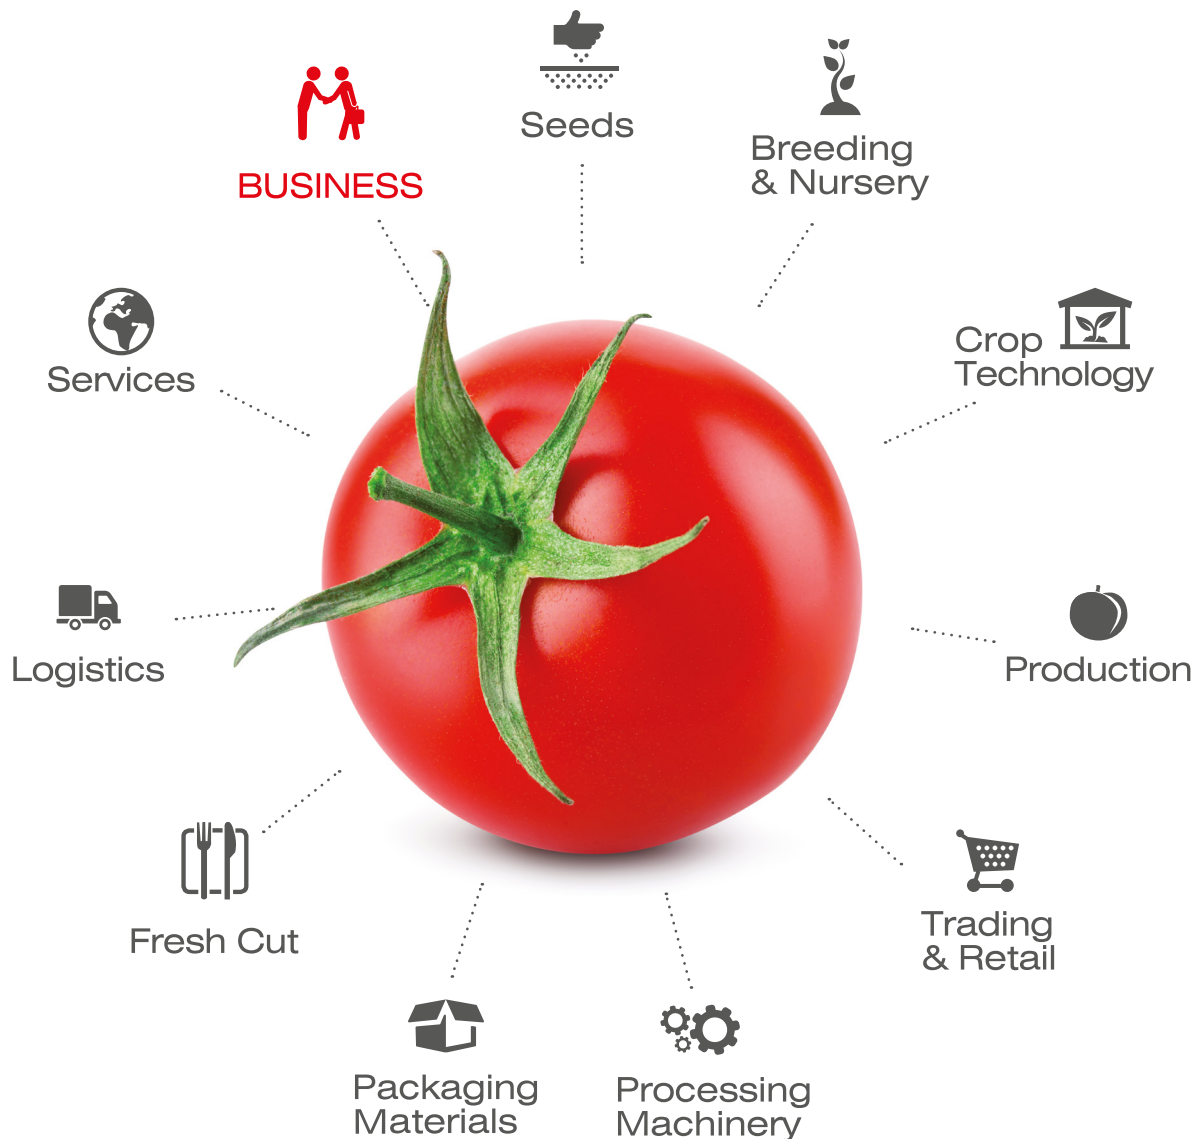 Seeds
Breeding
& Nursery
BUSINESS
Crop
Technology
Services
Production
Logistics
Trading
& Retail
Fresh Cut
Packaging
Materials
Processing
Machinery